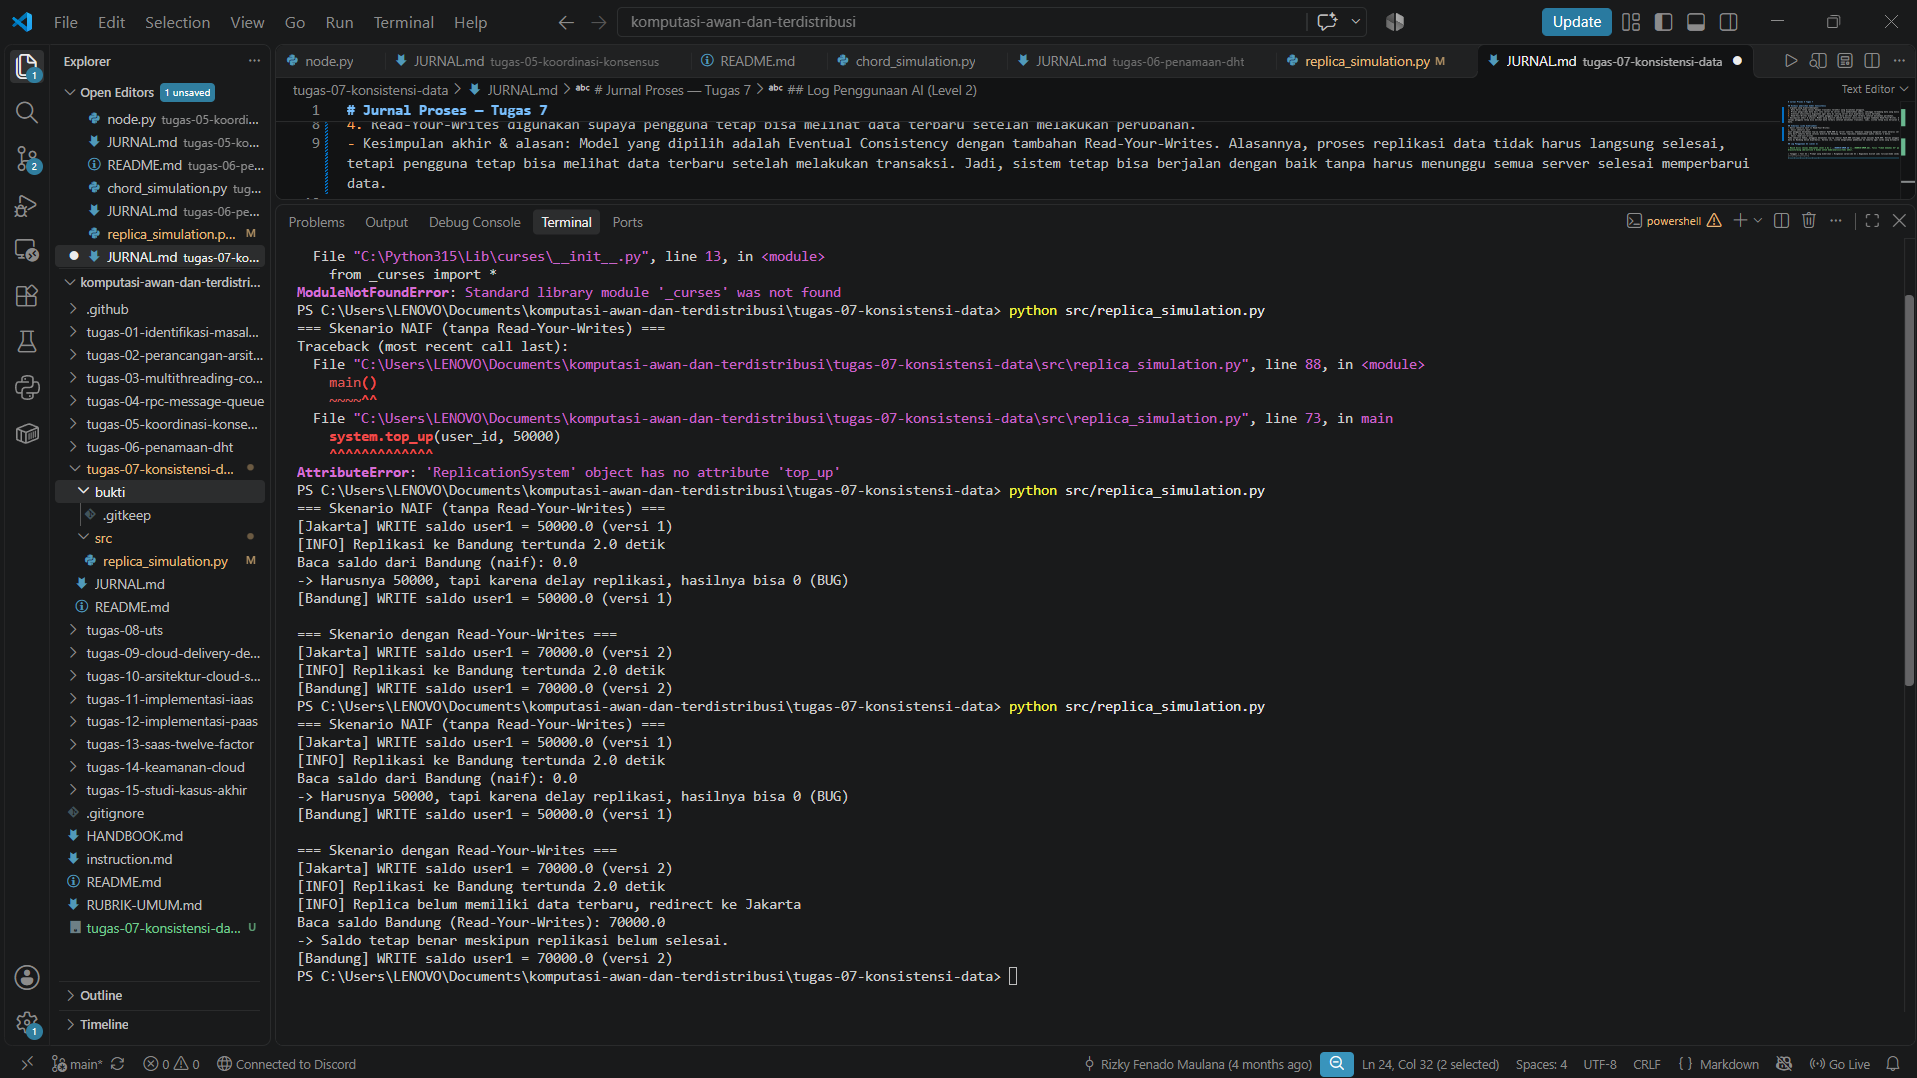 File Edit Selection View Go Run Terminal Help
komputasi-awan-dan-terdistribusi
Update
Explorer
Open Editors 1 unsaved
node.py tugas-05-koordi...
JURNAL.md tugas-05-ko...
README.md tugas-06-pe...
chord_simulation.py tug...
JURNAL.md tugas-06-pe...
replica_simulation.p... M
JURNAL.md tugas-07-ko...
komputasi-awan-dan-terdistri...
.github
tugas-01-identifikasi-masal...
tugas-02-perancangan-arsit...
tugas-03-multithreading-co...
tugas-04-rpc-message-queue
tugas-05-koordinasi-konse...
tugas-06-penamaan-dht
tugas-07-konsistensi-d...
bukti
.gitkeep
src
replica_simulation.py M
JURNAL.md
README.md
tugas-08-uts
tugas-09-cloud-delivery-de...
tugas-10-arsitektur-cloud-s...
tugas-11-implementasi-iaas
tugas-12-implementasi-paas
tugas-13-saas-twelve-factor
tugas-14-keamanan-cloud
tugas-15-studi-kasus-akhir
.gitignore
HANDBOOK.md
instruction.md
README.md
RUBRIK-UMUM.md
tugas-07-konsistensi-da... U
Outline
Timeline
node.py JURNAL.md tugas-05-koordinasi-konsensus README.md chord_simulation.py JURNAL.md tugas-06-penamaan-dht replica_simulation.py M JURNAL.md tugas-07-konsistensi-data
tugas-07-konsistensi-data > JURNAL.md > # Jurnal Proses — Tugas 7 > ## Log Penggunaan AI (Level 2)
Text Editor
1 # Jurnal Proses — Tugas 7
8 4. Read-Your-Writes digunakan supaya pengguna tetap bisa melihat data terbaru setelah melakukan perubahan.
9 - Kesimpulan akhir & alasan: Model yang dipilih adalah Eventual Consistency dengan tambahan Read-Your-Writes. Alasannya, proses replikasi data tidak harus langsung selesai,
tetapi pengguna tetap bisa melihat data terbaru setelah melakukan transaksi. Jadi, sistem tetap bisa berjalan dengan baik tanpa harus menunggu semua server selesai memperbarui
data.
Problems Output Debug Console Terminal Ports
powershell
File "C:\Python315\Lib\curses\__init__.py", line 13, in <module>
from _curses import *
ModuleNotFoundError: Standard library module '_curses' was not found
PS C:\Users\LENOVO\Documents\komputasi-awan-dan-terdistribusi\tugas-07-konsistensi-data> python src/replica_simulation.py
=== Skenario NAIF (tanpa Read-Your-Writes) ===
Traceback (most recent call last):
File "C:\Users\LENOVO\Documents\komputasi-awan-dan-terdistribusi\tugas-07-konsistensi-data\src\replica_simulation.py", line 88, in <module>
main()
~~~~^^
File "C:\Users\LENOVO\Documents\komputasi-awan-dan-terdistribusi\tugas-07-konsistensi-data\src\replica_simulation.py", line 73, in main
system.top_up(user_id, 50000)
^^^^^^^^^^^^^
AttributeError: 'ReplicationSystem' object has no attribute 'top_up'
PS C:\Users\LENOVO\Documents\komputasi-awan-dan-terdistribusi\tugas-07-konsistensi-data> python src/replica_simulation.py
=== Skenario NAIF (tanpa Read-Your-Writes) ===
[Jakarta] WRITE saldo user1 = 50000.0 (versi 1)
[INFO] Replikasi ke Bandung tertunda 2.0 detik
Baca saldo dari Bandung (naif): 0.0
-> Harusnya 50000, tapi karena delay replikasi, hasilnya bisa 0 (BUG)
[Bandung] WRITE saldo user1 = 50000.0 (versi 1)
=== Skenario dengan Read-Your-Writes ===
[Jakarta] WRITE saldo user1 = 70000.0 (versi 2)
[INFO] Replikasi ke Bandung tertunda 2.0 detik
[Bandung] WRITE saldo user1 = 70000.0 (versi 2)
PS C:\Users\LENOVO\Documents\komputasi-awan-dan-terdistribusi\tugas-07-konsistensi-data> python src/replica_simulation.py
=== Skenario NAIF (tanpa Read-Your-Writes) ===
[Jakarta] WRITE saldo user1 = 50000.0 (versi 1)
[INFO] Replikasi ke Bandung tertunda 2.0 detik
Baca saldo dari Bandung (naif): 0.0
-> Harusnya 50000, tapi karena delay replikasi, hasilnya bisa 0 (BUG)
[Bandung] WRITE saldo user1 = 50000.0 (versi 1)
=== Skenario dengan Read-Your-Writes ===
[Jakarta] WRITE saldo user1 = 70000.0 (versi 2)
[INFO] Replikasi ke Bandung tertunda 2.0 detik
[INFO] Replica belum memiliki data terbaru, redirect ke Jakarta
Baca saldo Bandung (Read-Your-Writes): 70000.0
-> Saldo tetap benar meskipun replikasi belum selesai.
[Bandung] WRITE saldo user1 = 70000.0 (versi 2)
PS C:\Users\LENOVO\Documents\komputasi-awan-dan-terdistribusi\tugas-07-konsistensi-data>
main* 0 0 Connected to Discord
Rizky Fenado Maulana (4 months ago) Ln 24, Col 32 (2 selected) Spaces: 4 UTF-8 CRLF { } Markdown Go Live